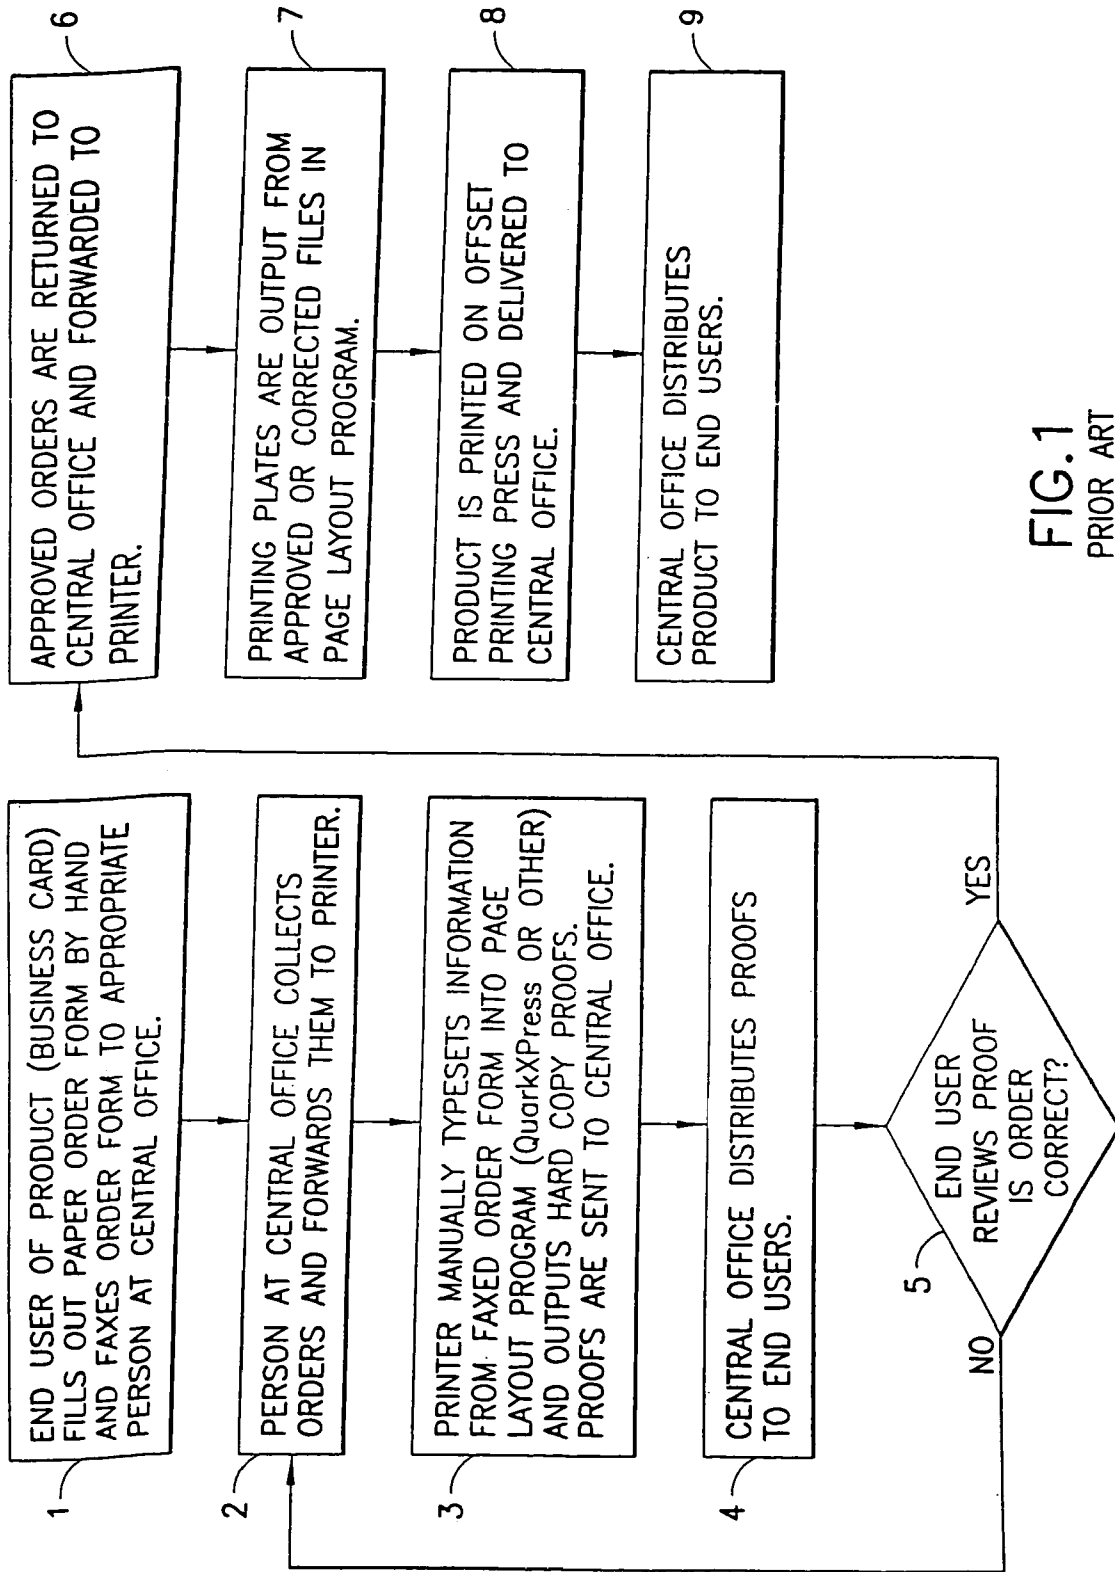 1
END USER OF PRODUCT (BUSINESS CARD)
FILLS OUT PAPER ORDER FORM BY HAND
AND FAXES ORDER FORM TO APPROPRIATE
PERSON AT CENTRAL OFFICE.
2
PERSON AT CENTRAL OFFICE COLLECTS
ORDERS AND FORWARDS THEM TO PRINTER.
3
PRINTER MANUALLY TYPESETS INFORMATION
FROM FAXED ORDER FORM INTO PAGE
LAYOUT PROGRAM (QuarkXPress OR OTHER)
AND OUTPUTS HARD COPY PROOFS.
PROOFS ARE SENT TO CENTRAL OFFICE.
4
CENTRAL OFFICE DISTRIBUTES PROOFS
TO END USERS.
5
END USER
REVIEWS PROOF
IS ORDER
CORRECT?
NO
YES
6
APPROVED ORDERS ARE RETURNED TO
CENTRAL OFFICE AND FORWARDED TO
PRINTER.
7
PRINTING PLATES ARE OUTPUT FROM
APPROVED OR CORRECTED FILES IN
PAGE LAYOUT PROGRAM.
8
PRODUCT IS PRINTED ON OFFSET
PRINTING PRESS AND DELIVERED TO
CENTRAL OFFICE.
9
CENTRAL OFFICE DISTRIBUTES
PRODUCT TO END USERS.
FIG.1
PRIOR ART